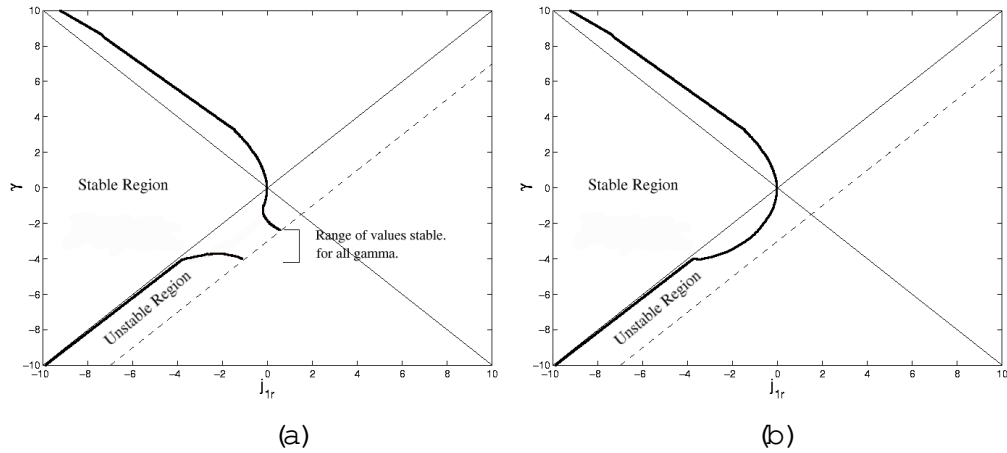 10
8
6
4
2
0
−2
−4
−6
−8
−10
−10 −8 −6 −4 −2 0 2 4 6 8 10
γ
j1r
Stable Region
Range of values stable.
for all gamma.
Unstable Region
(a)
10
8
6
4
2
0
−2
−4
−6
−8
−10
−10 −8 −6 −4 −2 0 2 4 6 8 10
γ
j1r
Stable Region
Unstable Region
(b)